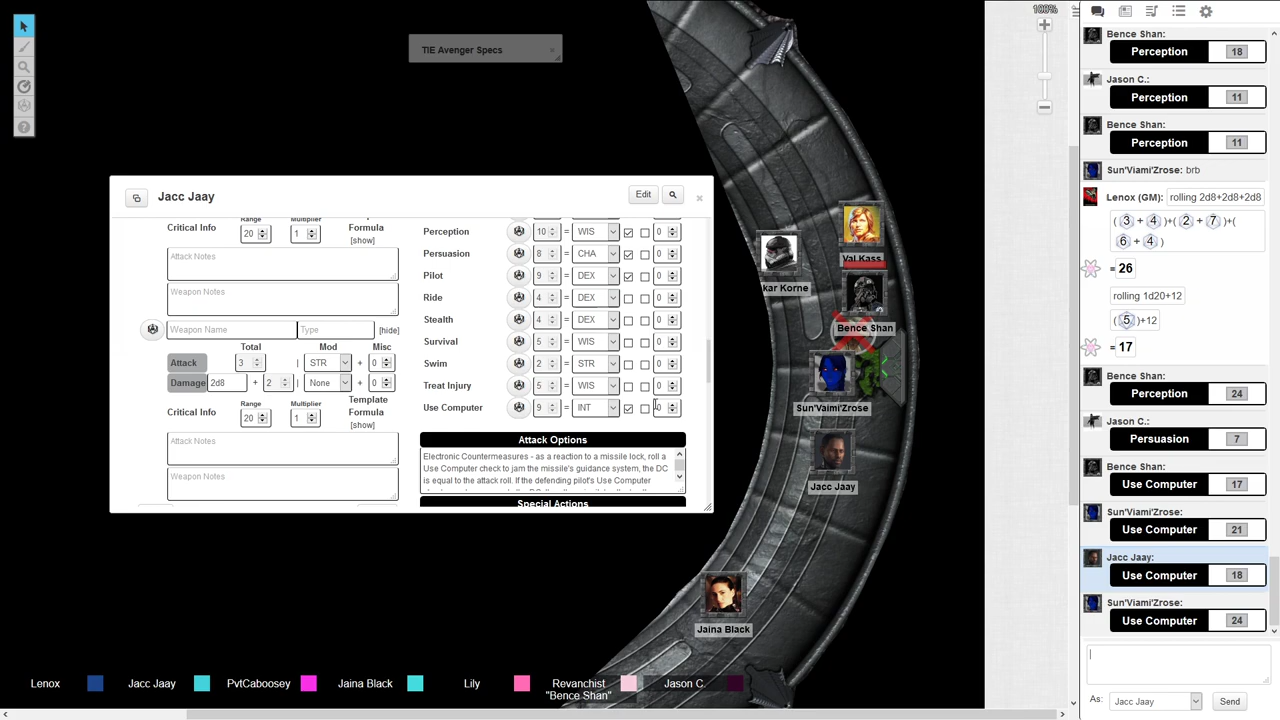 100%
TIE Avenger Specs
Jacc Jaay
Edit
Range
Multiplier
Template
Critical Info
20
1
Formula
[show]
Attack Notes
Weapon Notes
Weapon Name
Type
[hide]
Total
Mod
Misc
Attack
3
|
STR
+
0
Damage
2d8
+
2
|
None
+
0
Range
Multiplier
Template
Critical Info
20
1
Formula
[show]
Attack Notes
Weapon Notes
Perception 10 = WIS 0
Persuasion 8 = CHA 0
Pilot 9 = DEX 0
Ride 4 = DEX 0
Stealth 4 = DEX 0
Survival 5 = WIS 0
Swim 2 = STR 0
Treat Injury 5 = WIS 0
Use Computer 9 = INT 0
Attack Options
Electronic Countermeasures - as a reaction to a missile lock, roll a
Use Computer check to jam the missile's guidance system, the DC
is equal to the attack roll. If the defending pilot's Use Computer
Special Actions
Val Kass
kar Korne
Bence Shan
Sun'Vaimi'Zrose
Jacc Jaay
Jaina Black
Lenox
Jacc Jaay
PvtCaboosey
Jaina Black
Lily
Revanchist
"Bence Shan"
Jason C.
Bence Shan:
Perception 18
Jason C.:
Perception 11
Bence Shan:
Perception 11
Sun'Viami'Zrose: brb
Lenox (GM): rolling 2d8+2d8+2d8
(3 + 4)+(2 + 7)+(
6 + 4)
= 26
rolling 1d20+12
(5)+12
= 17
Bence Shan:
Perception 24
Jason C.:
Persuasion 7
Bence Shan:
Use Computer 17
Sun'Viami'Zrose:
Use Computer 21
Jacc Jaay:
Use Computer 18
Sun'Viami'Zrose:
Use Computer 24
As: Jacc Jaay
Send